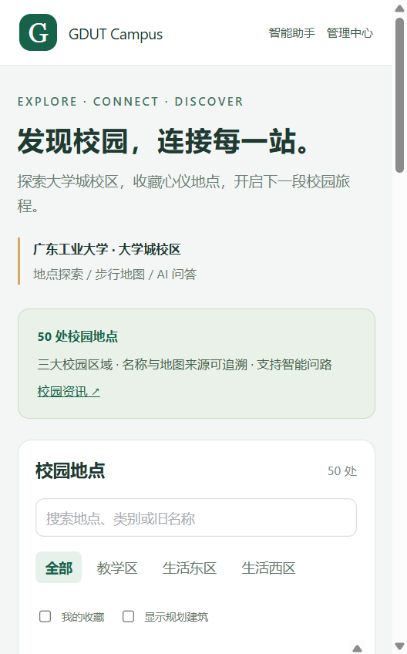 G GDUT Campus 智能助手 管理中心
EXPLORE · CONNECT · DISCOVER
发现校园，连接每一站。
探索大学城校区，收藏心仪地点，开启下一段校园旅
程。
广东工业大学 · 大学城校区
地点探索 / 步行地图 / AI 问答
50 处校园地点
三大校园区域 · 名称与地图来源可追溯 · 支持智能问路
校园资讯 ↗
校园地点 50 处
搜索地点、类别或旧名称
全部 教学区 生活东区 生活西区
我的收藏 显示规划建筑